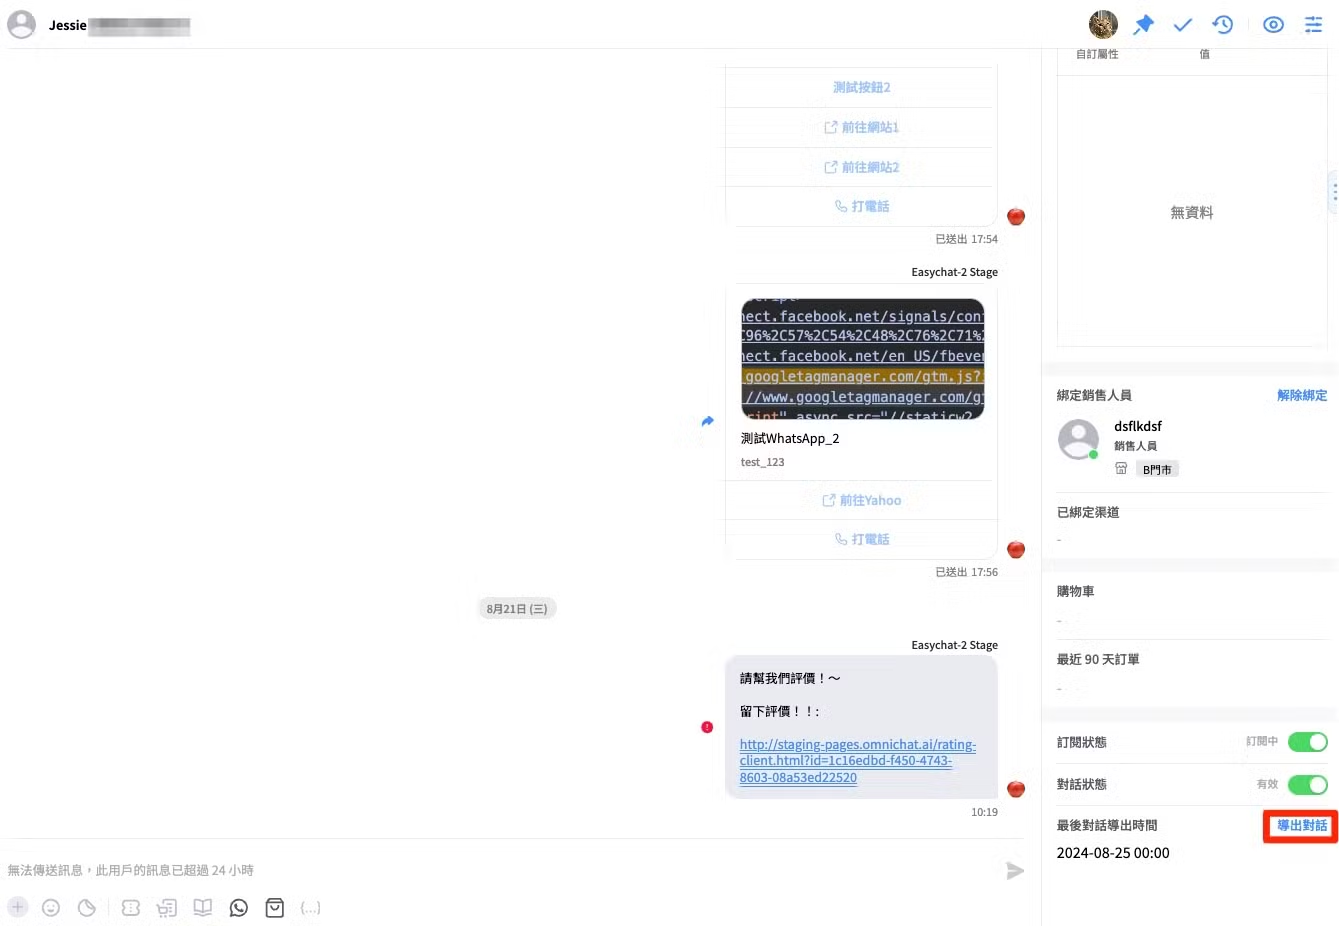 Jessie
測試按鈕2
前往網站1
前往網站2
打電話
已送出 17:54
Easychat-2 Stage
nect.facebook.net/signals/con
C96%2C57%2C54%2C48%2C76%2C71%
nect.facebook.net/en_US/fbever
googletagmanager.com/gtm.js?
//www.googletagmanager.com/g
ript" async src="//staticw2
測試WhatsApp_2
test_123
前往Yahoo
打電話
已送出 17:56
8月21日 (三)
Easychat-2 Stage
請幫我們評價！～
留下評價！！:
http://staging-pages.omnichat.ai/rating-
client.html?id=1c16edbd-f450-4743-
8603-08a53ed22520
10:19
無法傳送訊息，此用戶的訊息已超過 24 小時
{...}
自訂屬性 值
無資料
綁定銷售人員 解除綁定
dsflkdsf
銷售人員
B門市
已綁定渠道
-
購物車
-
最近 90 天訂單
-
訂閱狀態 訂閱中
對話狀態 有效
最後對話導出時間 導出對話
2024-08-25 00:00